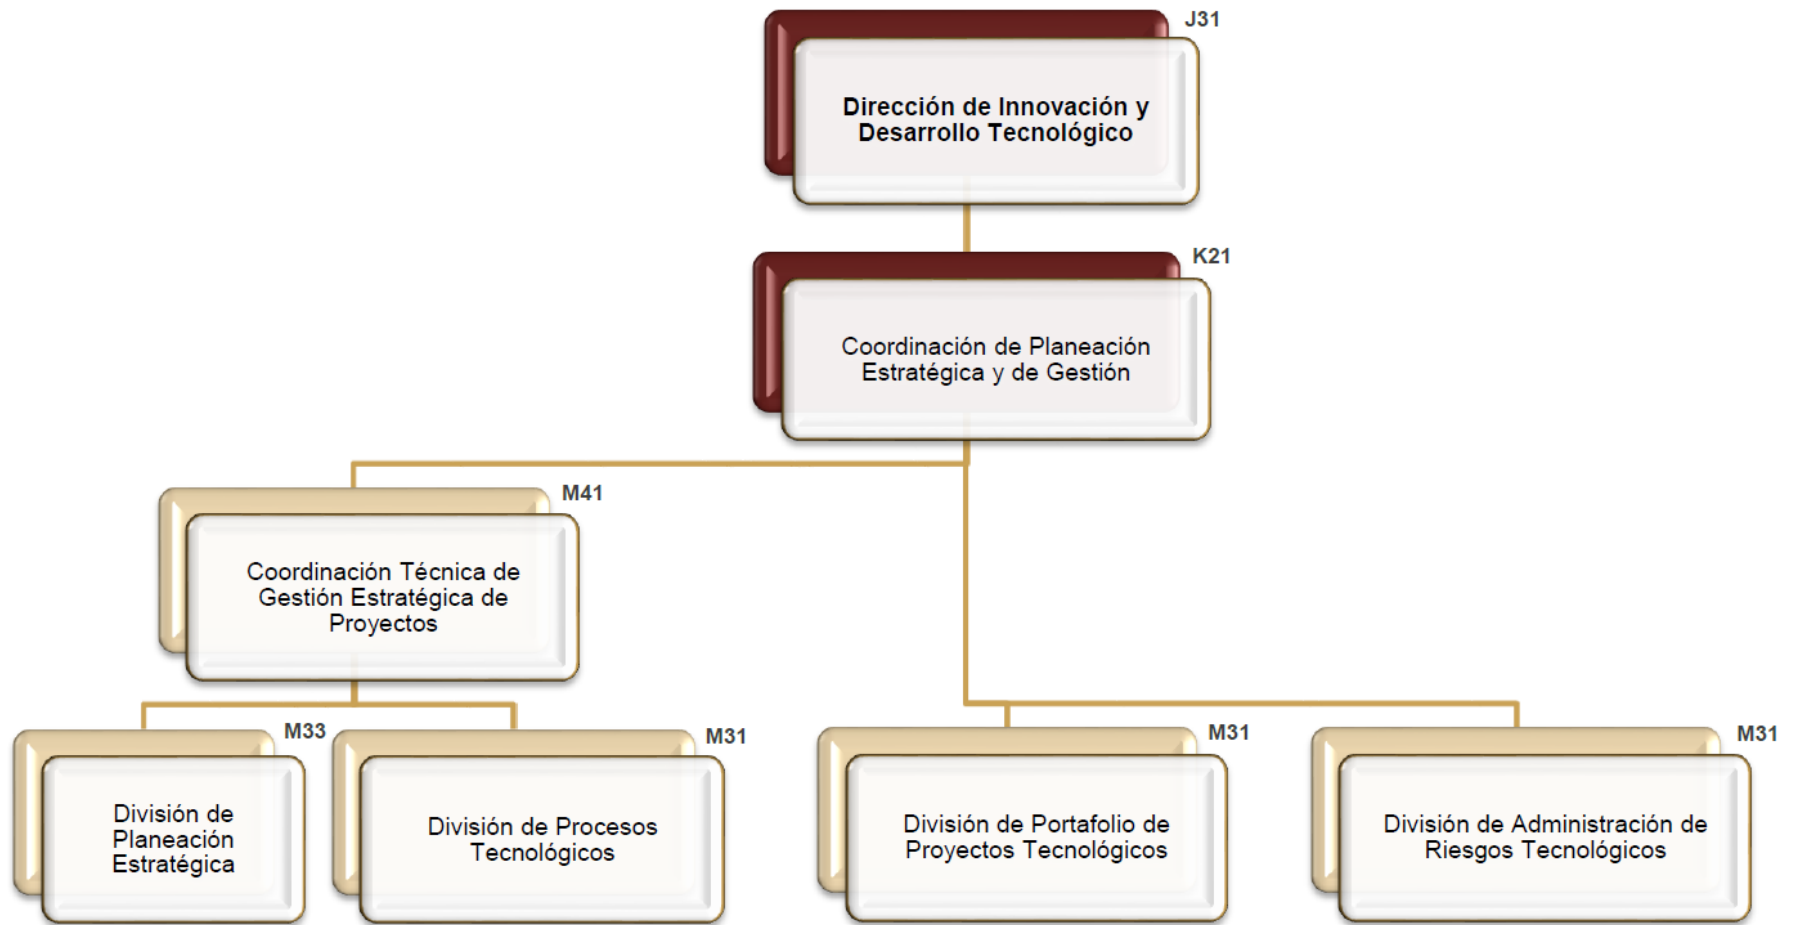 J31
Dirección de Innovación y
Desarrollo Tecnológico
K21
Coordinación de Planeación
Estratégica y de Gestión
M41
Coordinación Técnica de
Gestión Estratégica de
Proyectos
M33
División de
Planeación
Estratégica
M31
División de Procesos
Tecnológicos
M31
División de Portafolio de
Proyectos Tecnológicos
M31
División de Administración de
Riesgos Tecnológicos